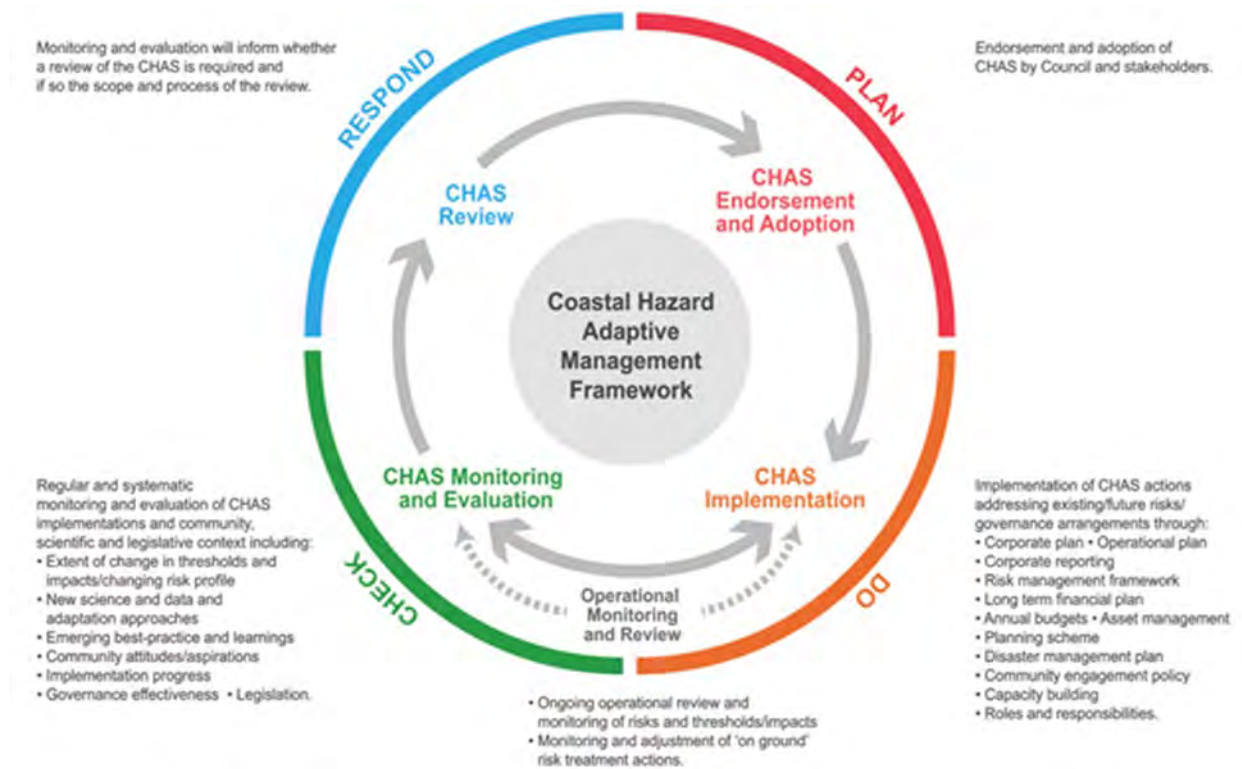 Monitoring and evaluation will inform whether
a review of the CHAS is required and
if so the scope and process of the review.
Endorsement and adoption of
CHAS by Council and stakeholders.
RESPOND
PLAN
CHAS
Review
CHAS
Endorsement
and Adoption
Coastal Hazard
Adaptive
Management
Framework
CHAS Monitoring
and Evaluation
CHAS
Implementation
Operational
Monitoring
and Review
CHECK
DO
Regular and systematic
monitoring and evaluation of CHAS
implementations and community,
scientific and legislative context including:
• Extent of change in thresholds and
impacts/changing risk profile
• New science and data and
adaptation approaches
• Emerging best-practice and learnings
• Community attitudes/aspirations
• Implementation progress
• Governance effectiveness • Legislation.
Implementation of CHAS actions
addressing existing/future risks/
governance arrangements through:
• Corporate plan • Operational plan
• Corporate reporting
• Risk management framework
• Long term financial plan
• Annual budgets • Asset management
• Planning scheme
• Disaster management plan
• Community engagement policy
• Capacity building
• Roles and responsibilities.
• Ongoing operational review and
monitoring of risks and thresholds/impacts
• Monitoring and adjustment of 'on ground'
risk treatment actions.